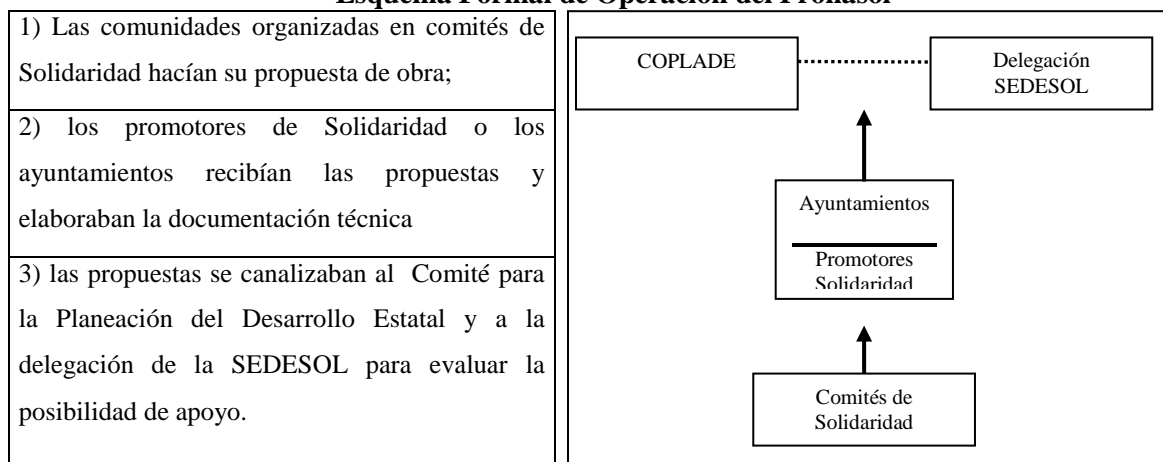 Esquema Formal de Operación del Pronasol
1) Las comunidades organizadas en comités de
Solidaridad hacían su propuesta de obra;
2) los promotores de Solidaridad o los
ayuntamientos recibían las propuestas y
elaboraban la documentación técnica
3) las propuestas se canalizaban al Comité para
la Planeación del Desarrollo Estatal y a la
delegación de la SEDESOL para evaluar la
posibilidad de apoyo.
COPLADE
Delegación
SEDESOL
Ayuntamientos
Promotores
Solidaridad
Comités de
Solidaridad